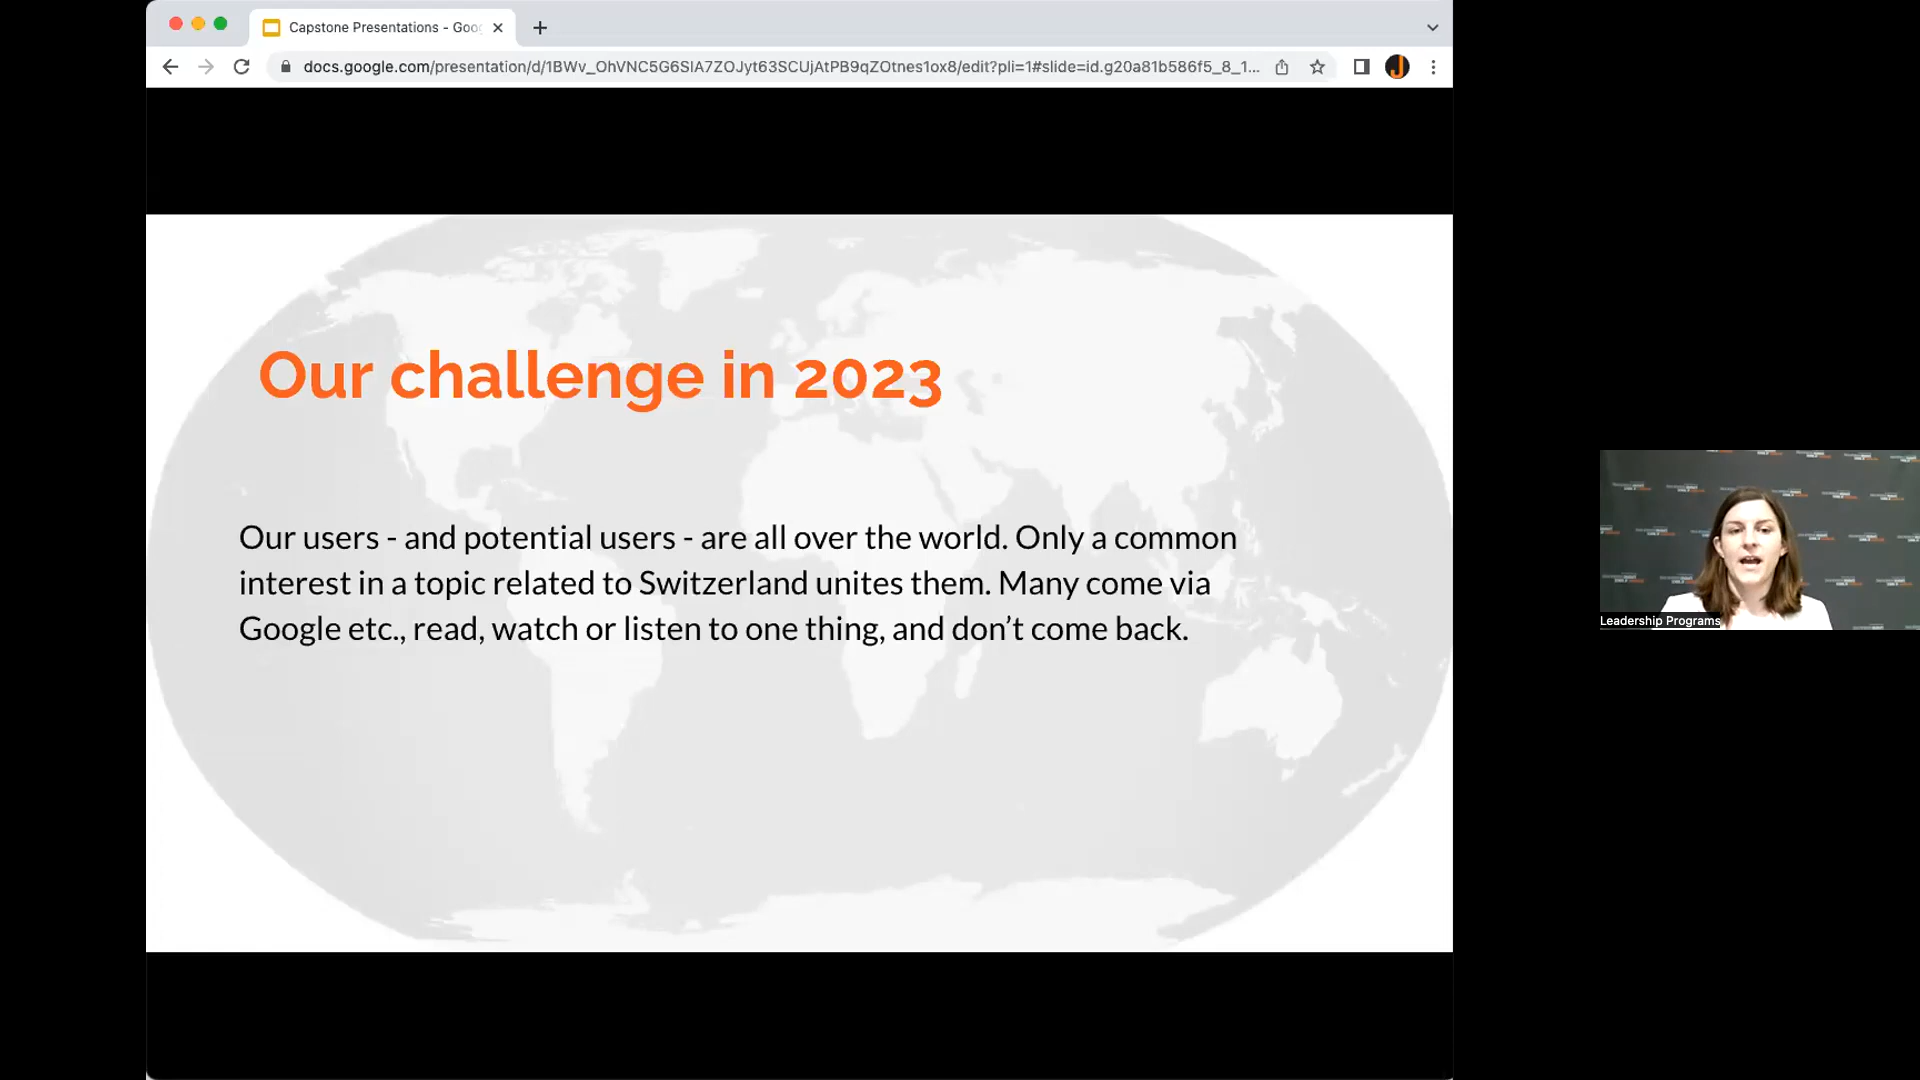 Capstone Presentations - Goo
docs.google.com/presentation/d/1BWv_OhVNC5G6SIA7ZOJyt63SCUjAtPB9qZOtnes1ox8/edit?pli=1#slide=id.g20a81b586f5_8_1...
Our challenge in 2023
Our users - and potential users - are all over the world. Only a common
interest in a topic related to Switzerland unites them. Many come via
Google etc., read, watch or listen to one thing, and don’t come back.
Leadership Programs